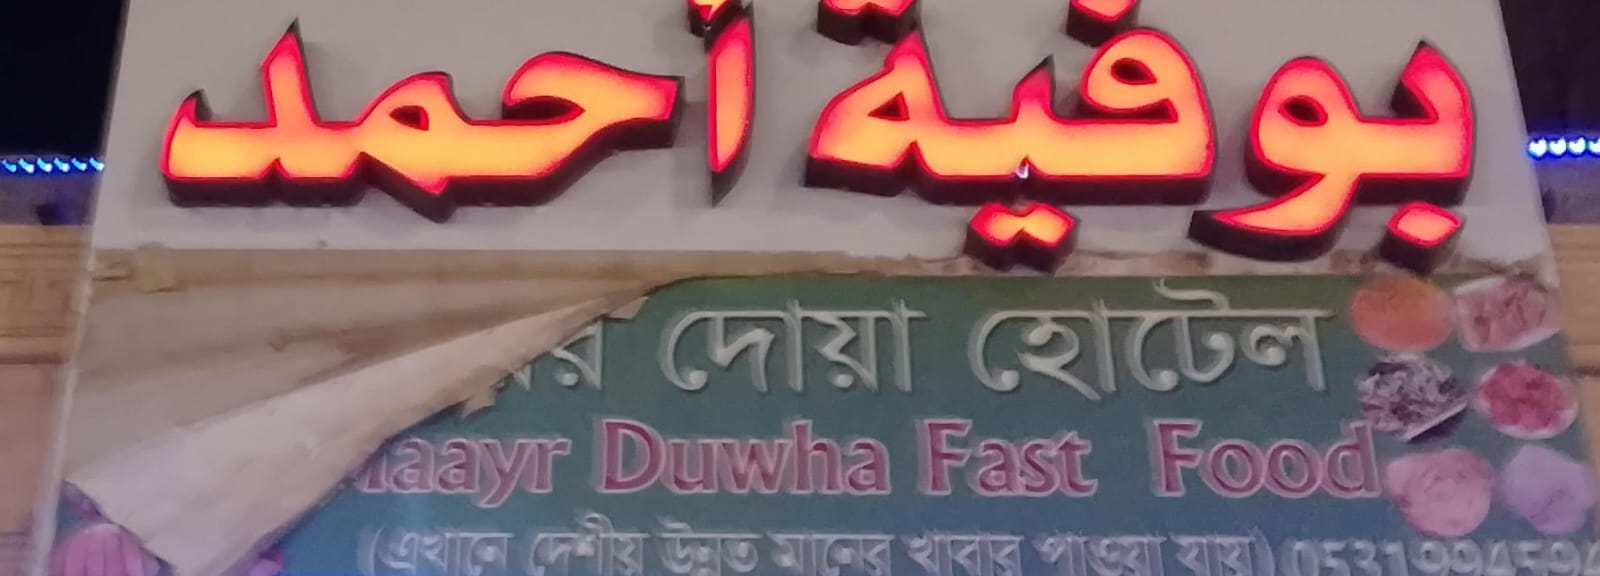 بوفية أحمد
দোয়া হোটেল
Duwha Fast Food
(এখানে দেশীয় উন্নত মানের খাবার পাওয়া যায়)